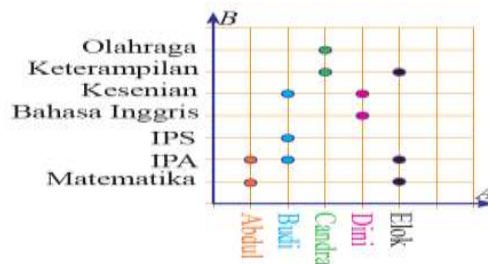 B
Olahraga
Keterampilan
Kesenian
Bahasa Inggris
IPS
IPA
Matematika
Abdul
Budi
Candra
Dini
Elok